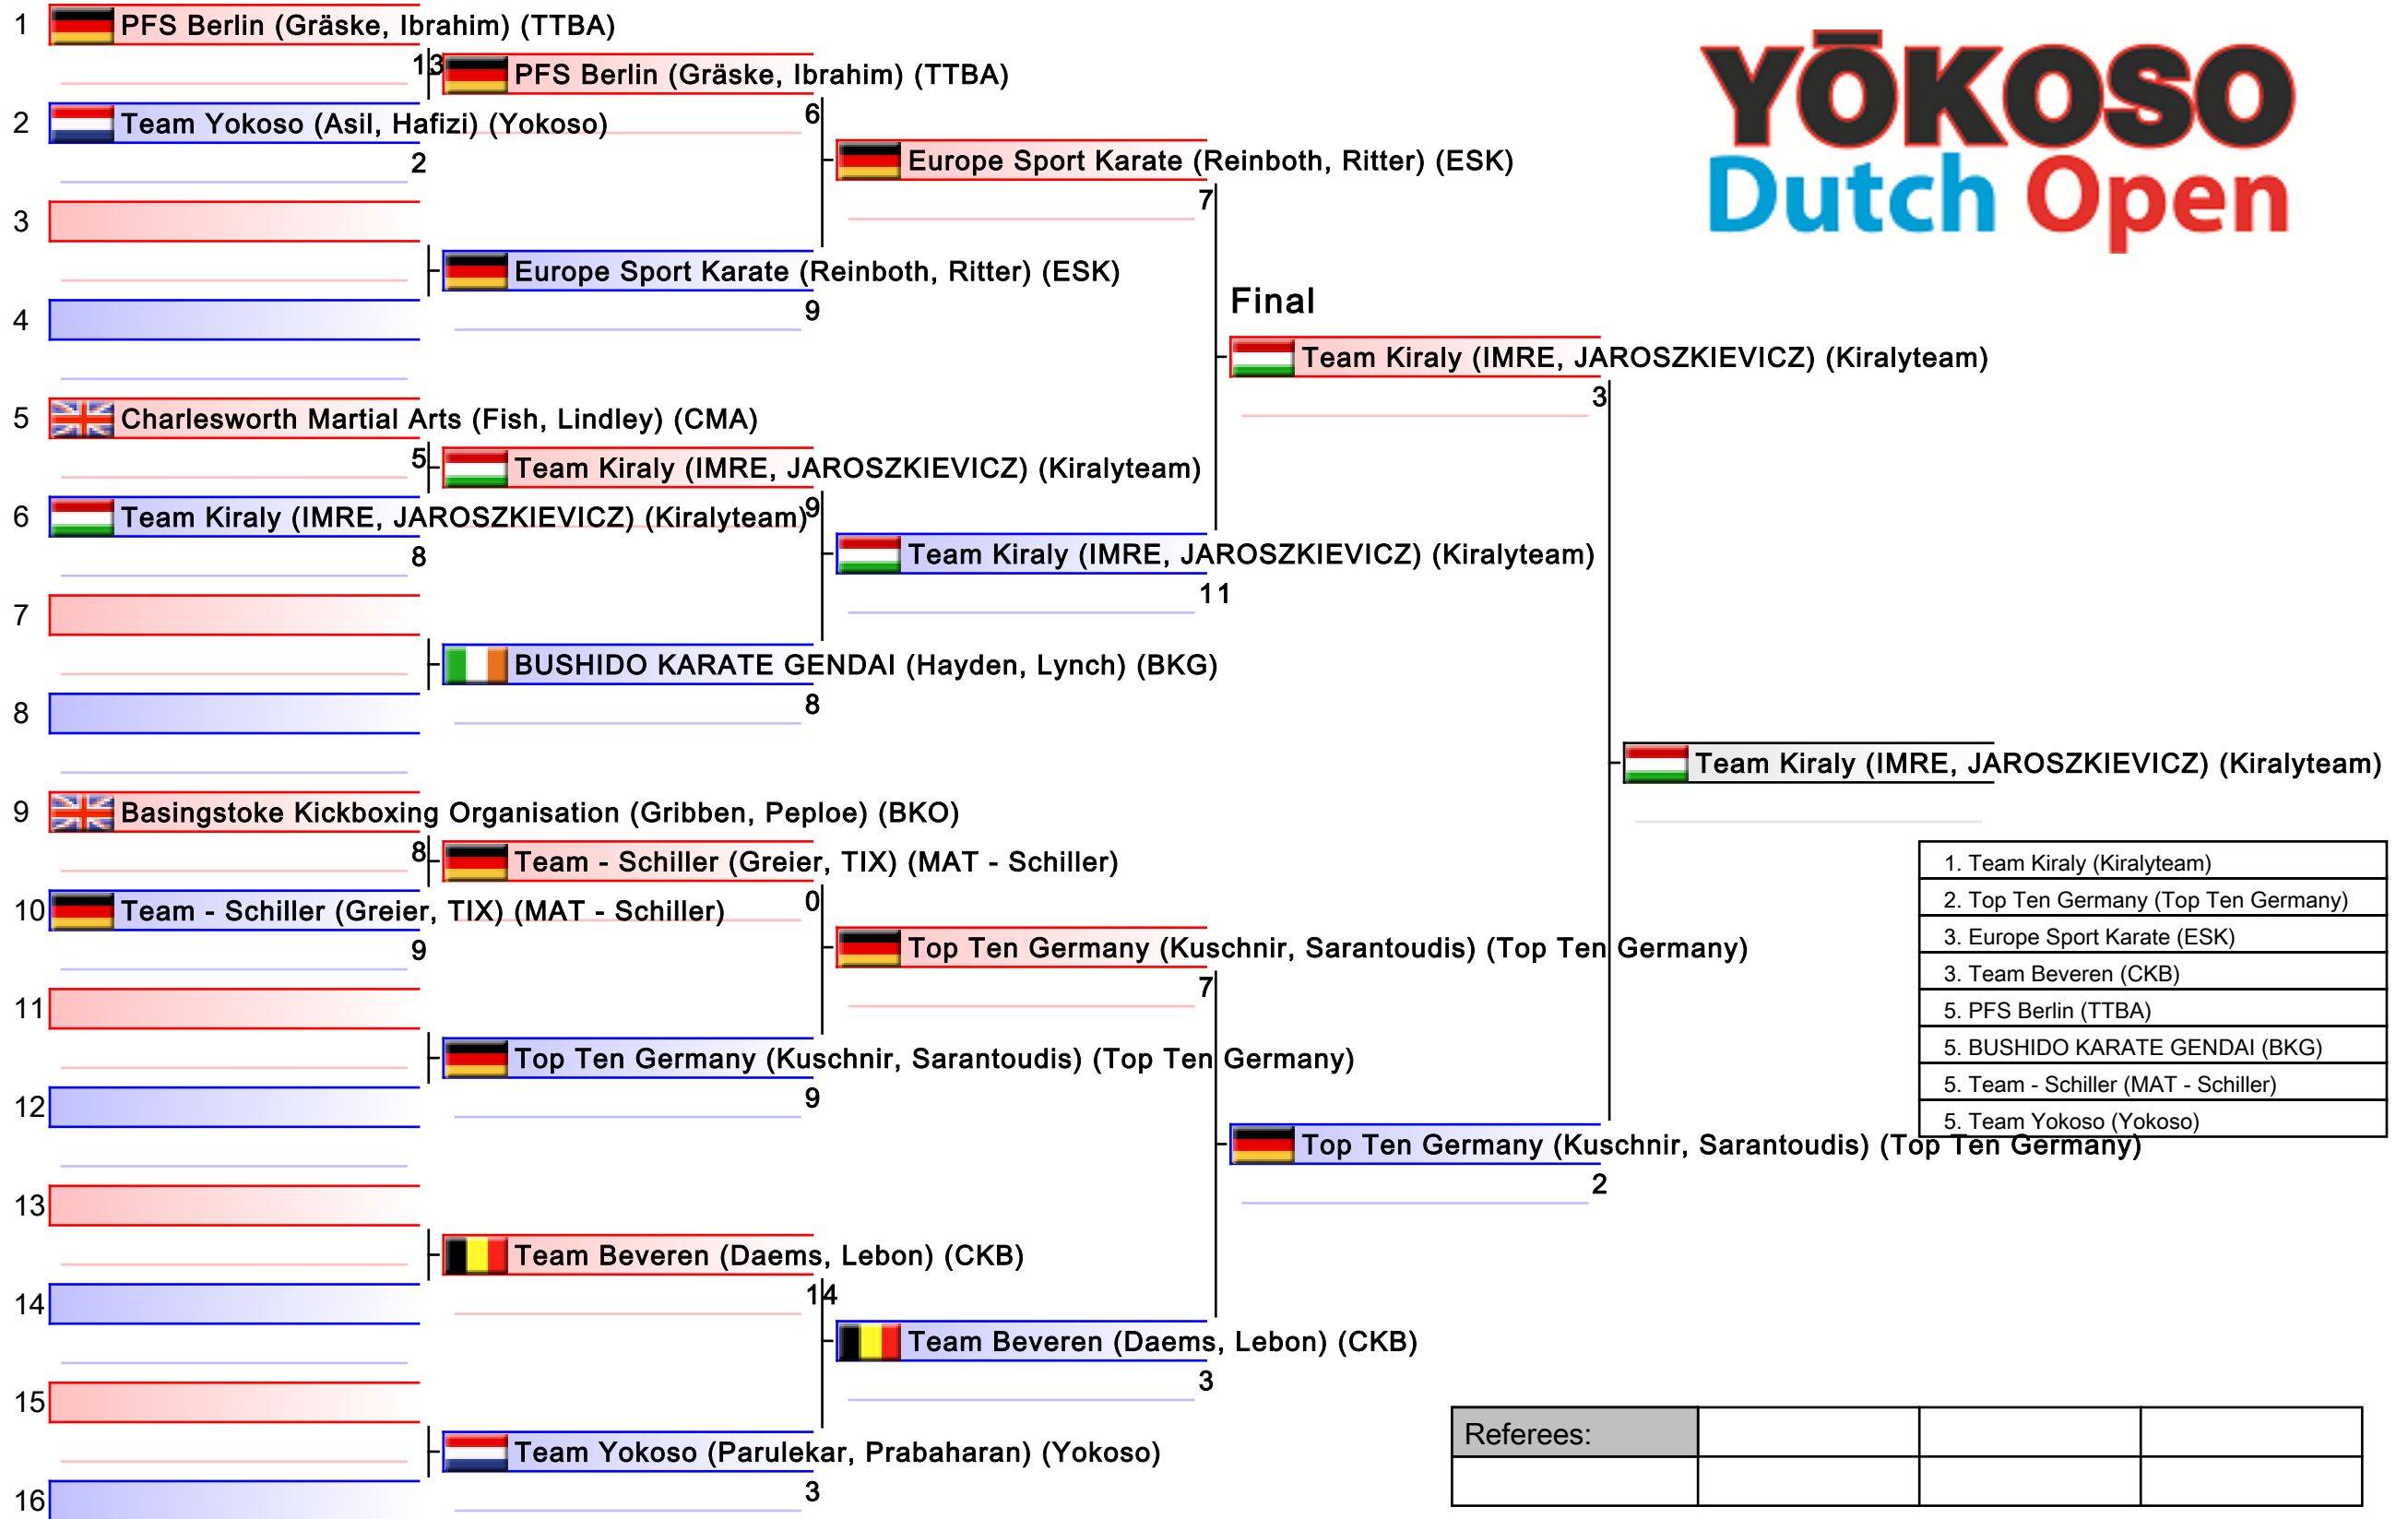 1
PFS Berlin (Gräske, Ibrahim) (TTBA)
13
PFS Berlin (Gräske, Ibrahim) (TTBA)
6
2
Team Yokoso (Asil, Hafizi) (Yokoso)
2
Europe Sport Karate (Reinboth, Ritter) (ESK)
7
3
Europe Sport Karate (Reinboth, Ritter) (ESK)
9
4
YŌKOSO
Dutch Open
Final
Team Kiraly (IMRE, JAROSZKIEVICZ) (Kiralyteam)
3
5
Charlesworth Martial Arts (Fish, Lindley) (CMA)
5
Team Kiraly (IMRE, JAROSZKIEVICZ) (Kiralyteam)
9
6
Team Kiraly (IMRE, JAROSZKIEVICZ) (Kiralyteam)
8
Team Kiraly (IMRE, JAROSZKIEVICZ) (Kiralyteam)
11
7
BUSHIDO KARATE GENDAI (Hayden, Lynch) (BKG)
8
8
Team Kiraly (IMRE, JAROSZKIEVICZ) (Kiralyteam)
9
Basingstoke Kickboxing Organisation (Gribben, Peploe) (BKO)
8
Team - Schiller (Greier, TIX) (MAT - Schiller)
0
10
Team - Schiller (Greier, TIX) (MAT - Schiller)
9
Top Ten Germany (Kuschnir, Sarantoudis) (Top Ten Germany)
7
11
Top Ten Germany (Kuschnir, Sarantoudis) (Top Ten Germany)
9
12
1. Team Kiraly (Kiralyteam)
2. Top Ten Germany (Top Ten Germany)
3. Europe Sport Karate (ESK)
3. Team Beveren (CKB)
5. PFS Berlin (TTBA)
5. BUSHIDO KARATE GENDAI (BKG)
5. Team - Schiller (MAT - Schiller)
5. Team Yokoso (Yokoso)
Top Ten Germany (Kuschnir, Sarantoudis) (Top Ten Germany)
2
13
Team Beveren (Daems, Lebon) (CKB)
14
14
Team Beveren (Daems, Lebon) (CKB)
3
15
Team Yokoso (Parulekar, Prabaharan) (Yokoso)
3
16
Referees: